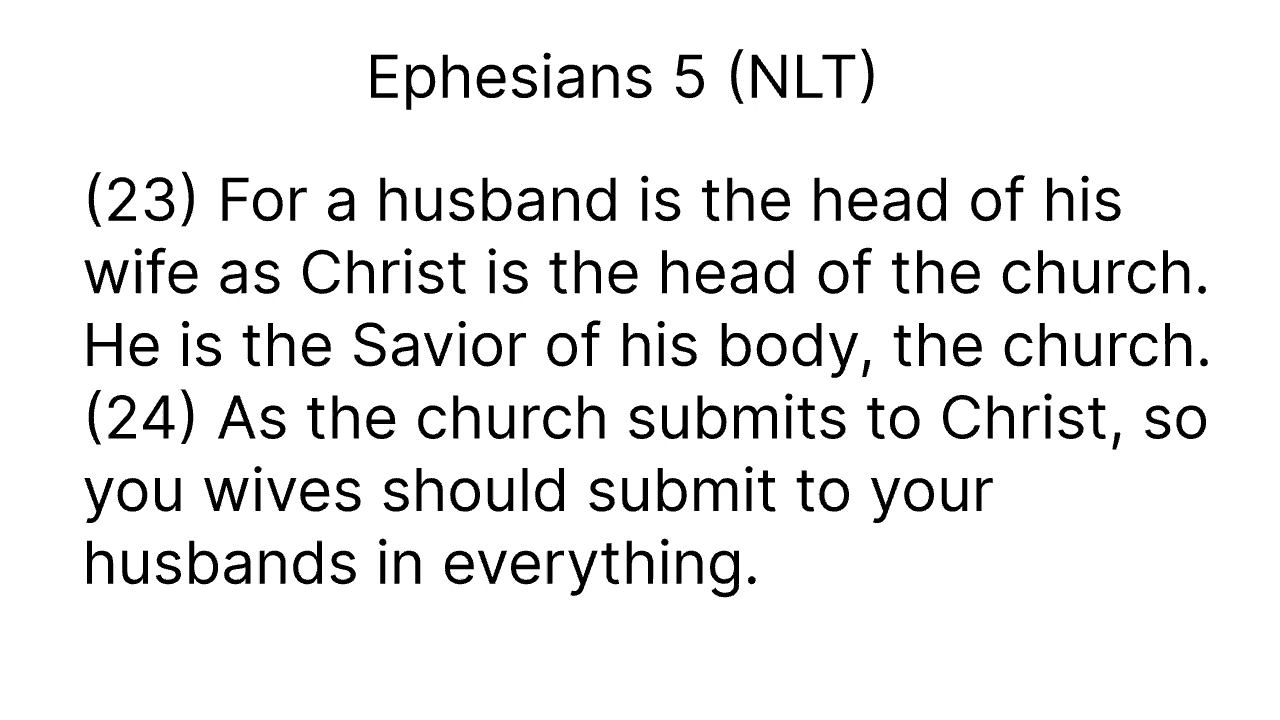 Ephesians 5 (NLT)
(23) For a husband is the head of his
wife as Christ is the head of the church.
He is the Savior of his body, the church.
(24) As the church submits to Christ, so
you wives should submit to your
husbands in everything.